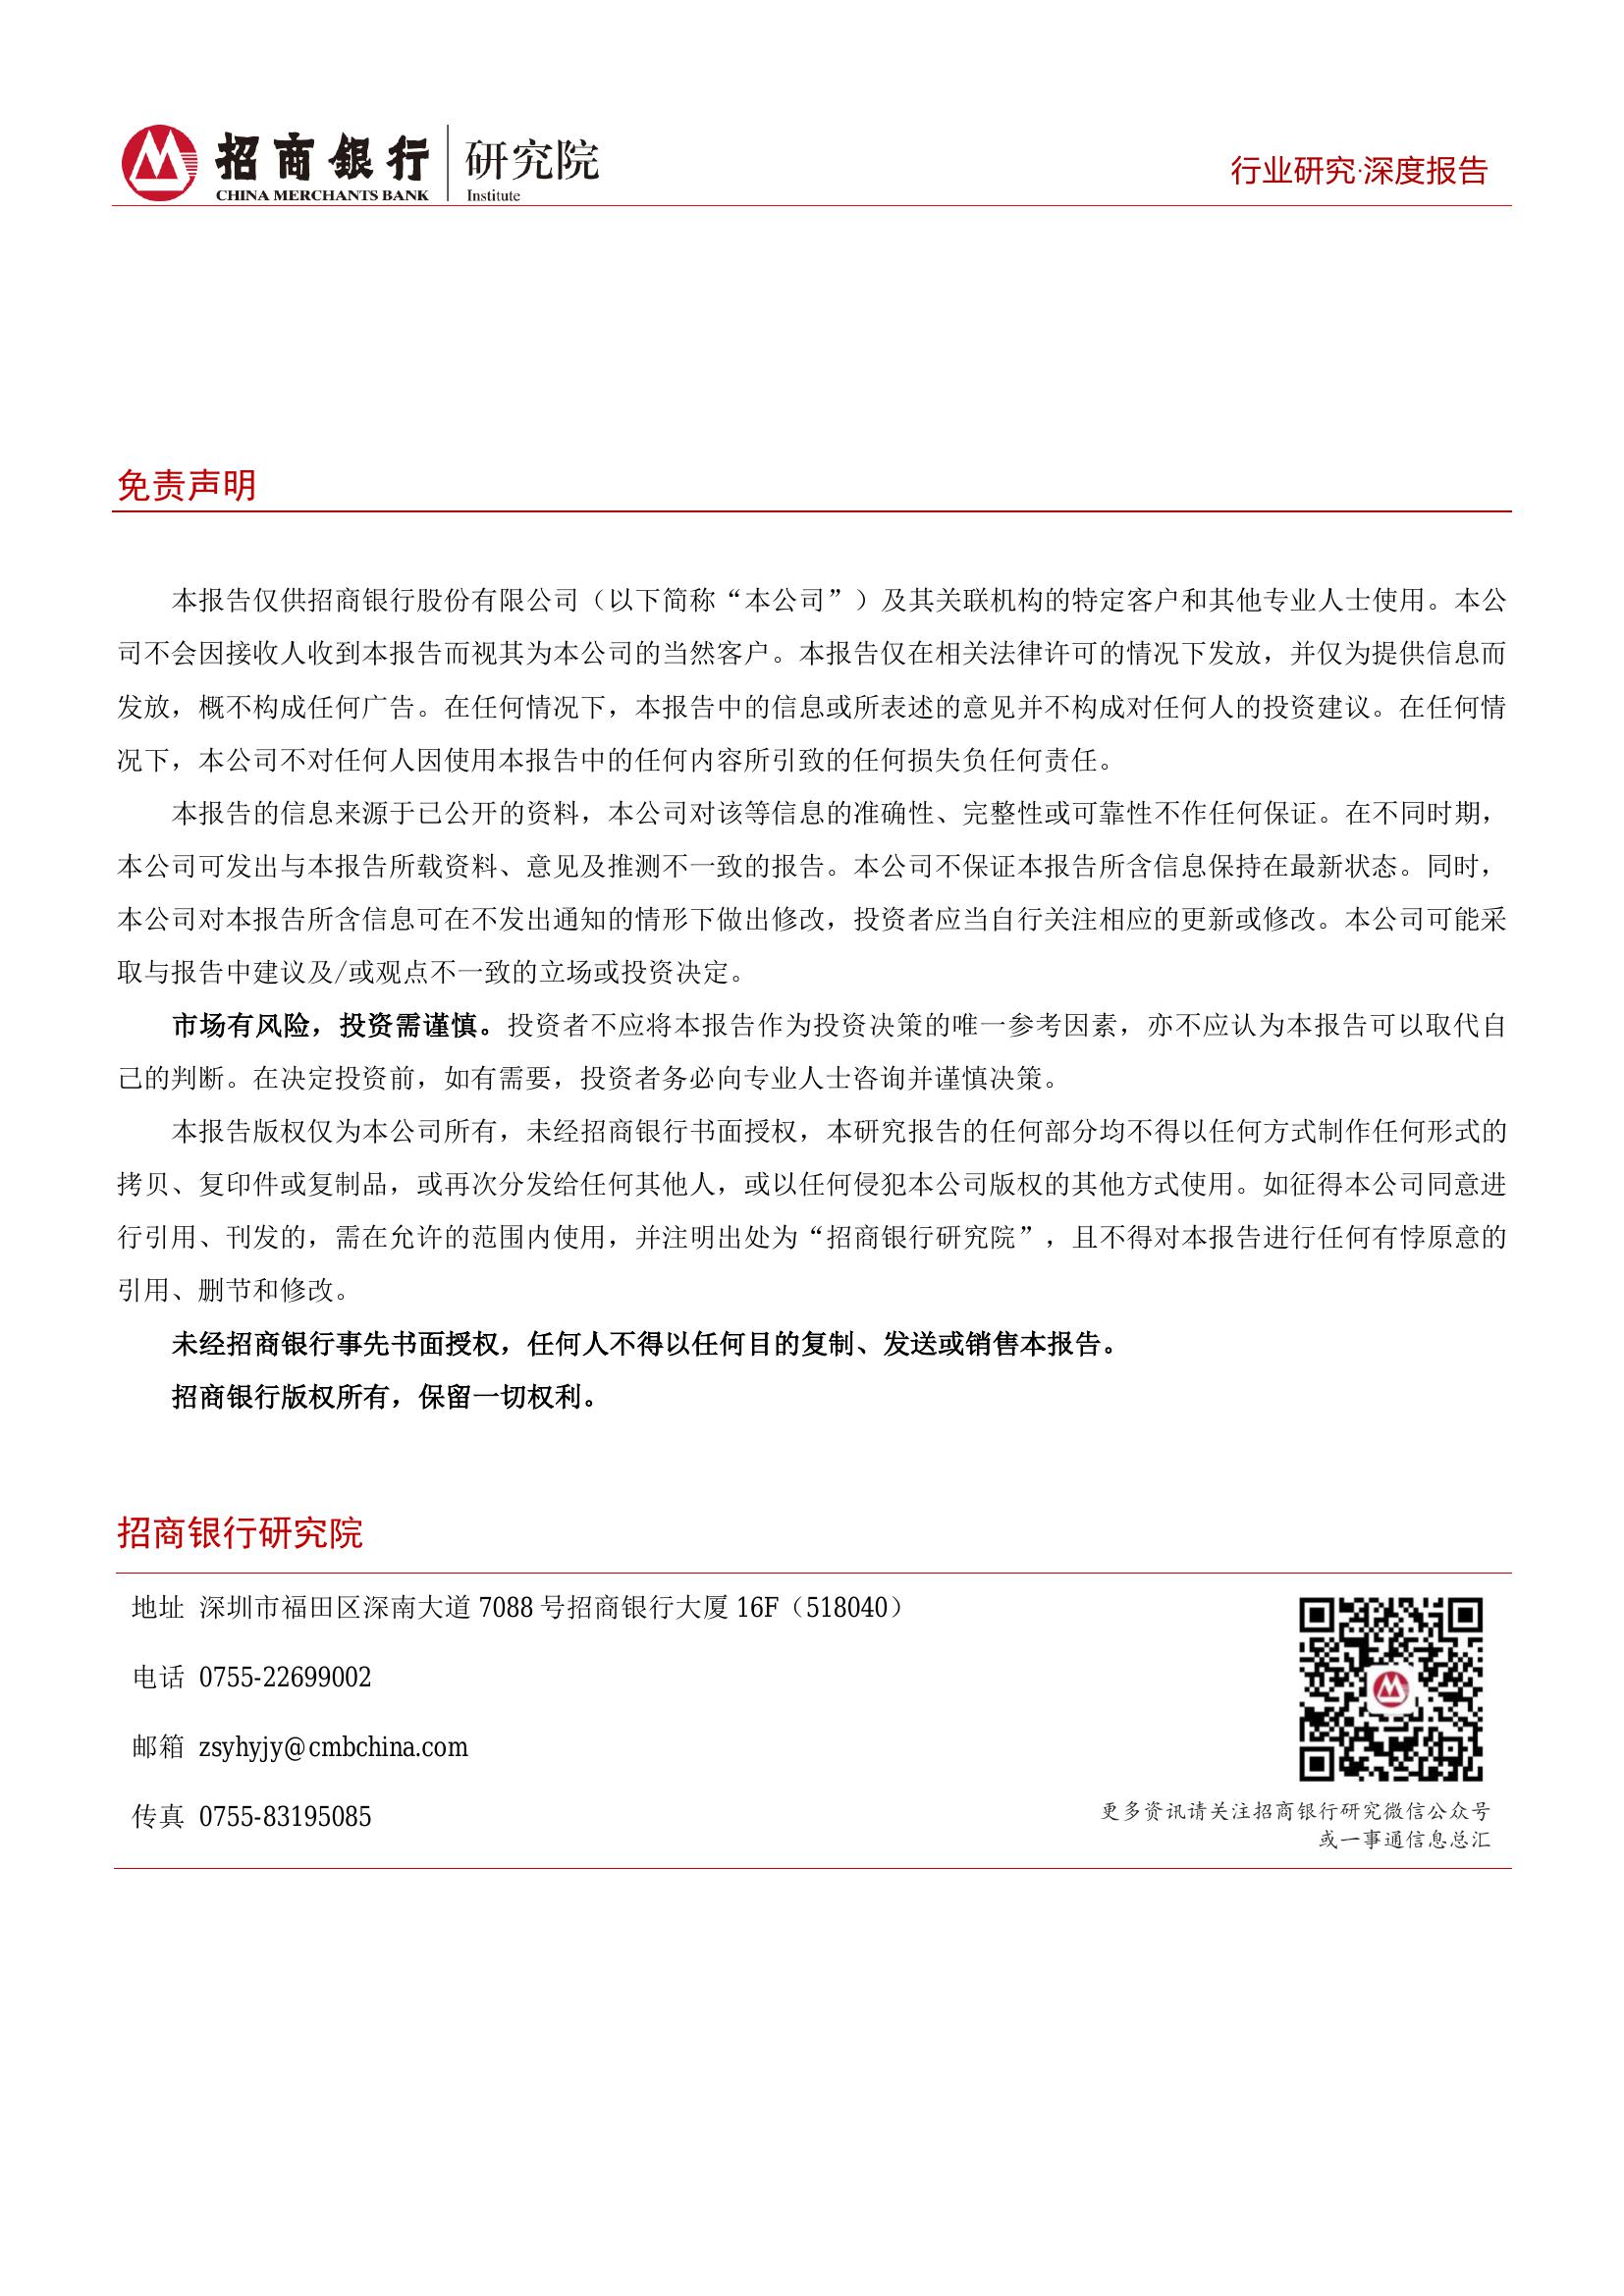 招商银行
CHINA MERCHANTS BANK
研究院
Institute
行业研究·深度报告
免责声明
本报告仅供招商银行股份有限公司（以下简称“本公司”）及其关联机构的特定客户和其他专业人士使用。本公
司不会因接收人收到本报告而视其为本公司的当然客户。本报告仅在相关法律许可的情况下发放，并仅为提供信息而
发放，概不构成任何广告。在任何情况下，本报告中的信息或所表述的意见并不构成对任何人的投资建议。在任何情
况下，本公司不对任何人因使用本报告中的任何内容所引致的任何损失负任何责任。
本报告的信息来源于已公开的资料，本公司对该等信息的准确性、完整性或可靠性不作任何保证。在不同时期，
本公司可发出与本报告所载资料、意见及推测不一致的报告。本公司不保证本报告所含信息保持在最新状态。同时，
本公司对本报告所含信息可在不发出通知的情形下做出修改，投资者应当自行关注相应的更新或修改。本公司可能采
取与报告中建议及/或观点不一致的立场或投资决定。
市场有风险，投资需谨慎。投资者不应将本报告作为投资决策的唯一参考因素，亦不应认为本报告可以取代自
己的判断。在决定投资前，如有需要，投资者务必向专业人士咨询并谨慎决策。
本报告版权仅为本公司所有，未经招商银行书面授权，本研究报告的任何部分均不得以任何方式制作任何形式的
拷贝、复印件或复制品，或再次分发给任何其他人，或以任何侵犯本公司版权的其他方式使用。如征得本公司同意进
行引用、刊发的，需在允许的范围内使用，并注明出处为“招商银行研究院”，且不得对本报告进行任何有悖原意的
引用、删节和修改。
未经招商银行事先书面授权，任何人不得以任何目的复制、发送或销售本报告。
招商银行版权所有，保留一切权利。
招商银行研究院
地址 深圳市福田区深南大道 7088 号招商银行大厦 16F（518040）
电话 0755-22699002
邮箱 zsyhyjy@cmbchina.com
传真 0755-83195085
更多资讯请关注招商银行研究微信公众号
或一事通信息总汇